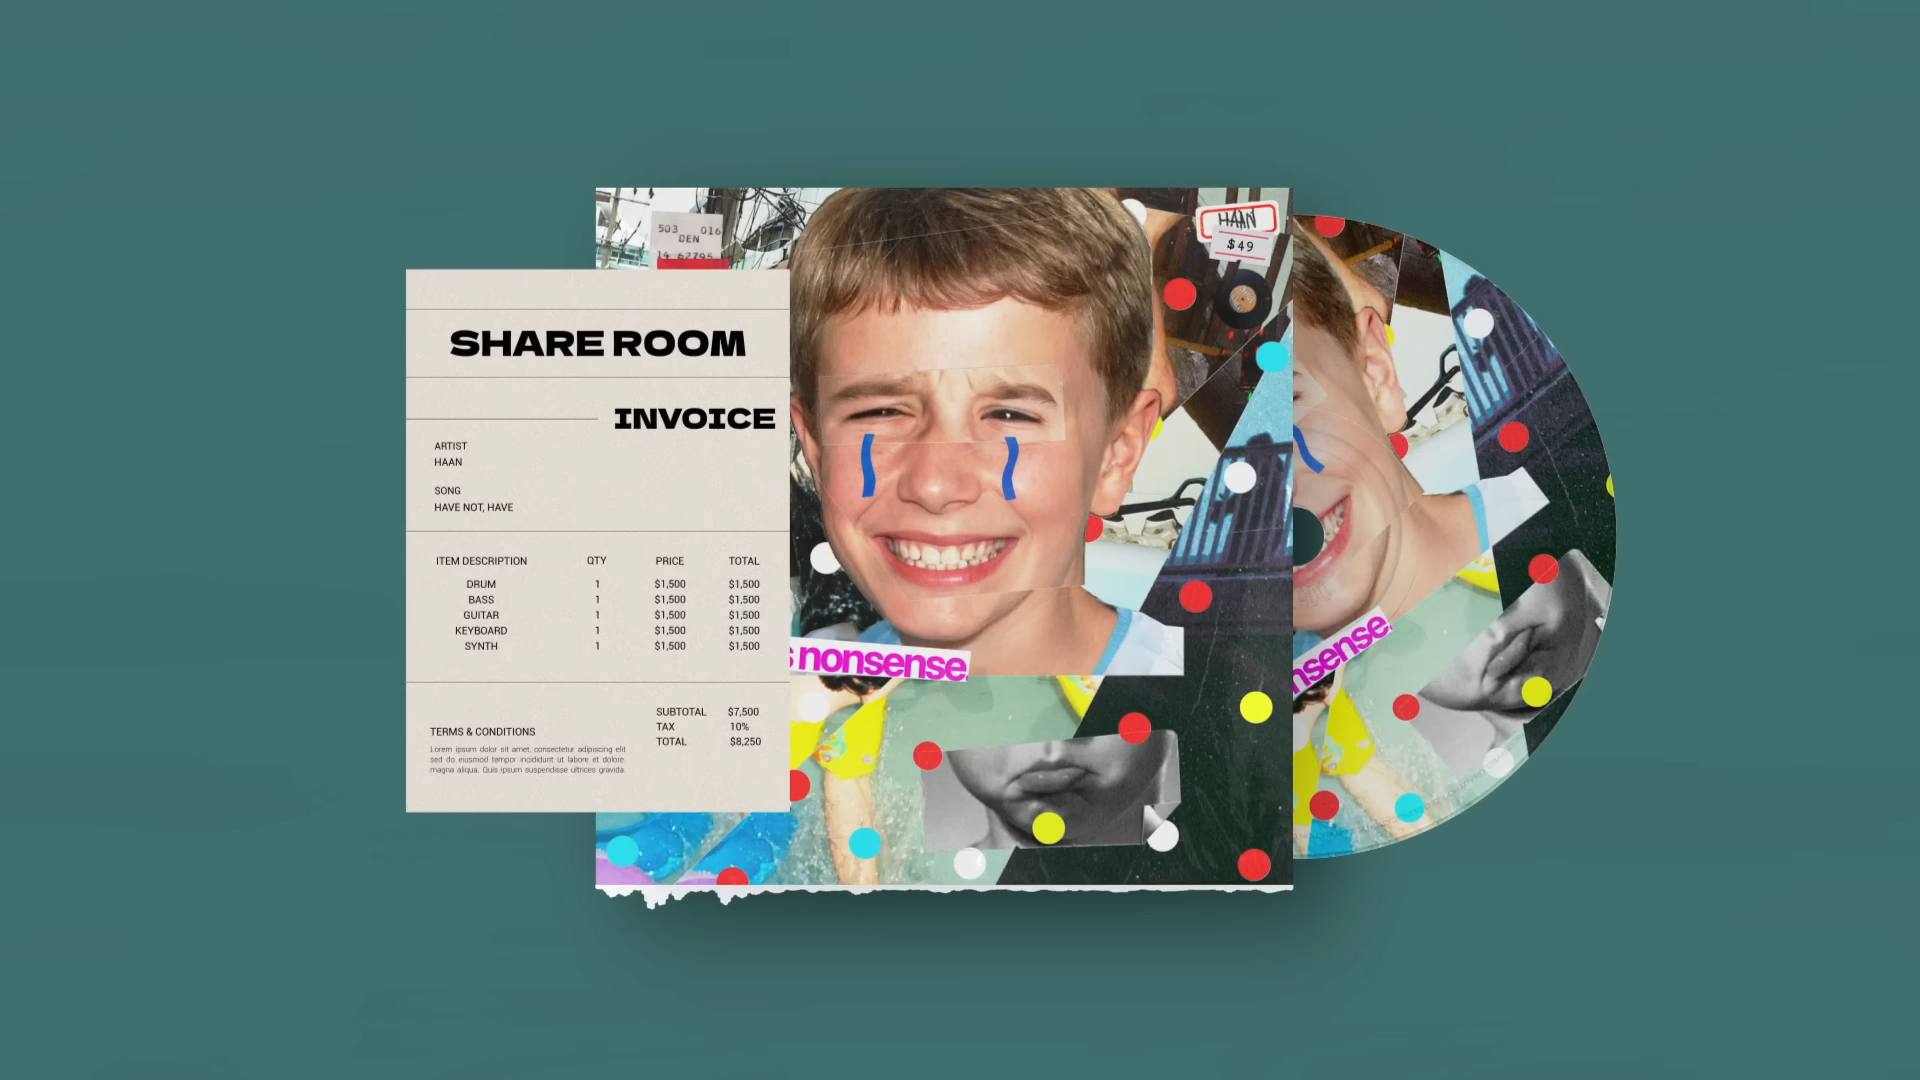 503 016
DEN
14 62795
HAAN
$49
SHARE ROOM
INVOICE
ARTIST
HAAN
SONG
HAVE NOT, HAVE
ITEM DESCRIPTION QTY PRICE TOTAL
DRUM 1 $1,500 $1,500
BASS 1 $1,500 $1,500
GUITAR 1 $1,500 $1,500
KEYBOARD 1 $1,500 $1,500
SYNTH 1 $1,500 $1,500
SUBTOTAL $7,500
TAX 10%
TOTAL $8,250
TERMS & CONDITIONS
Lorem ipsum dolor sit amet, consectetur adipiscing elit
sed do eiusmod tempor incididunt ut labore et dolore.
magna aliqua. Quis ipsum suspendisse ultrices gravida.
s nonsense.
nsense.